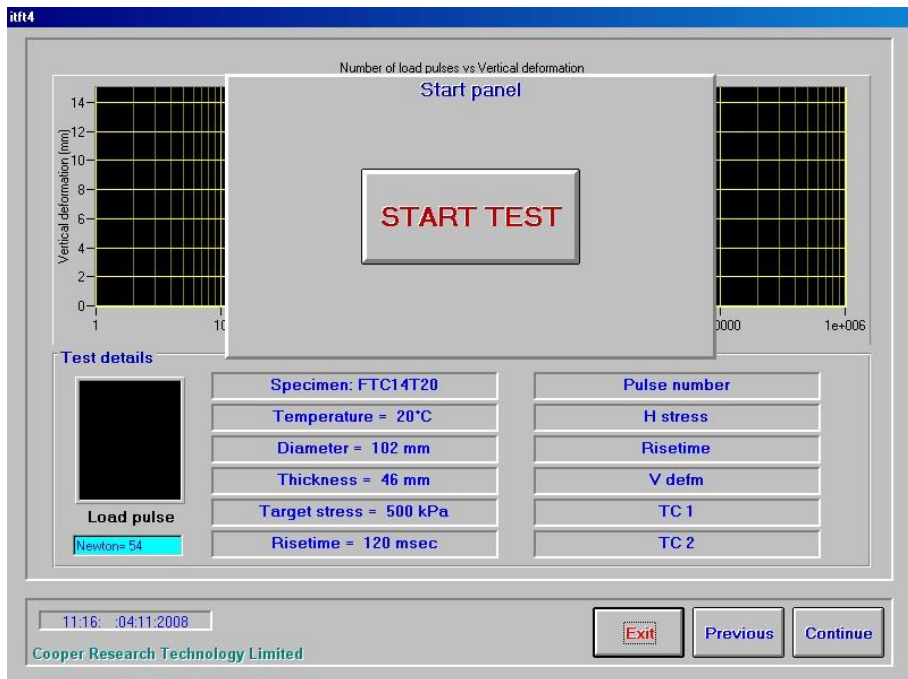 itft4
Number of load pulses vs Vertical deformation
Start panel
START TEST
Vertical deformation (mm)
14
12
10
8
6
4
2
0
1
1e+006
Test details
Load pulse
Newton= 54
Specimen: FTC14T20
Temperature = 20°C
Diameter = 102 mm
Thickness = 46 mm
Target stress = 500 kPa
Risetime = 120 msec
Pulse number
H stress
Risetime
V defm
TC 1
TC 2
11:16: :04:11:2008
Cooper Research Technology Limited
Exit
Previous
Continue